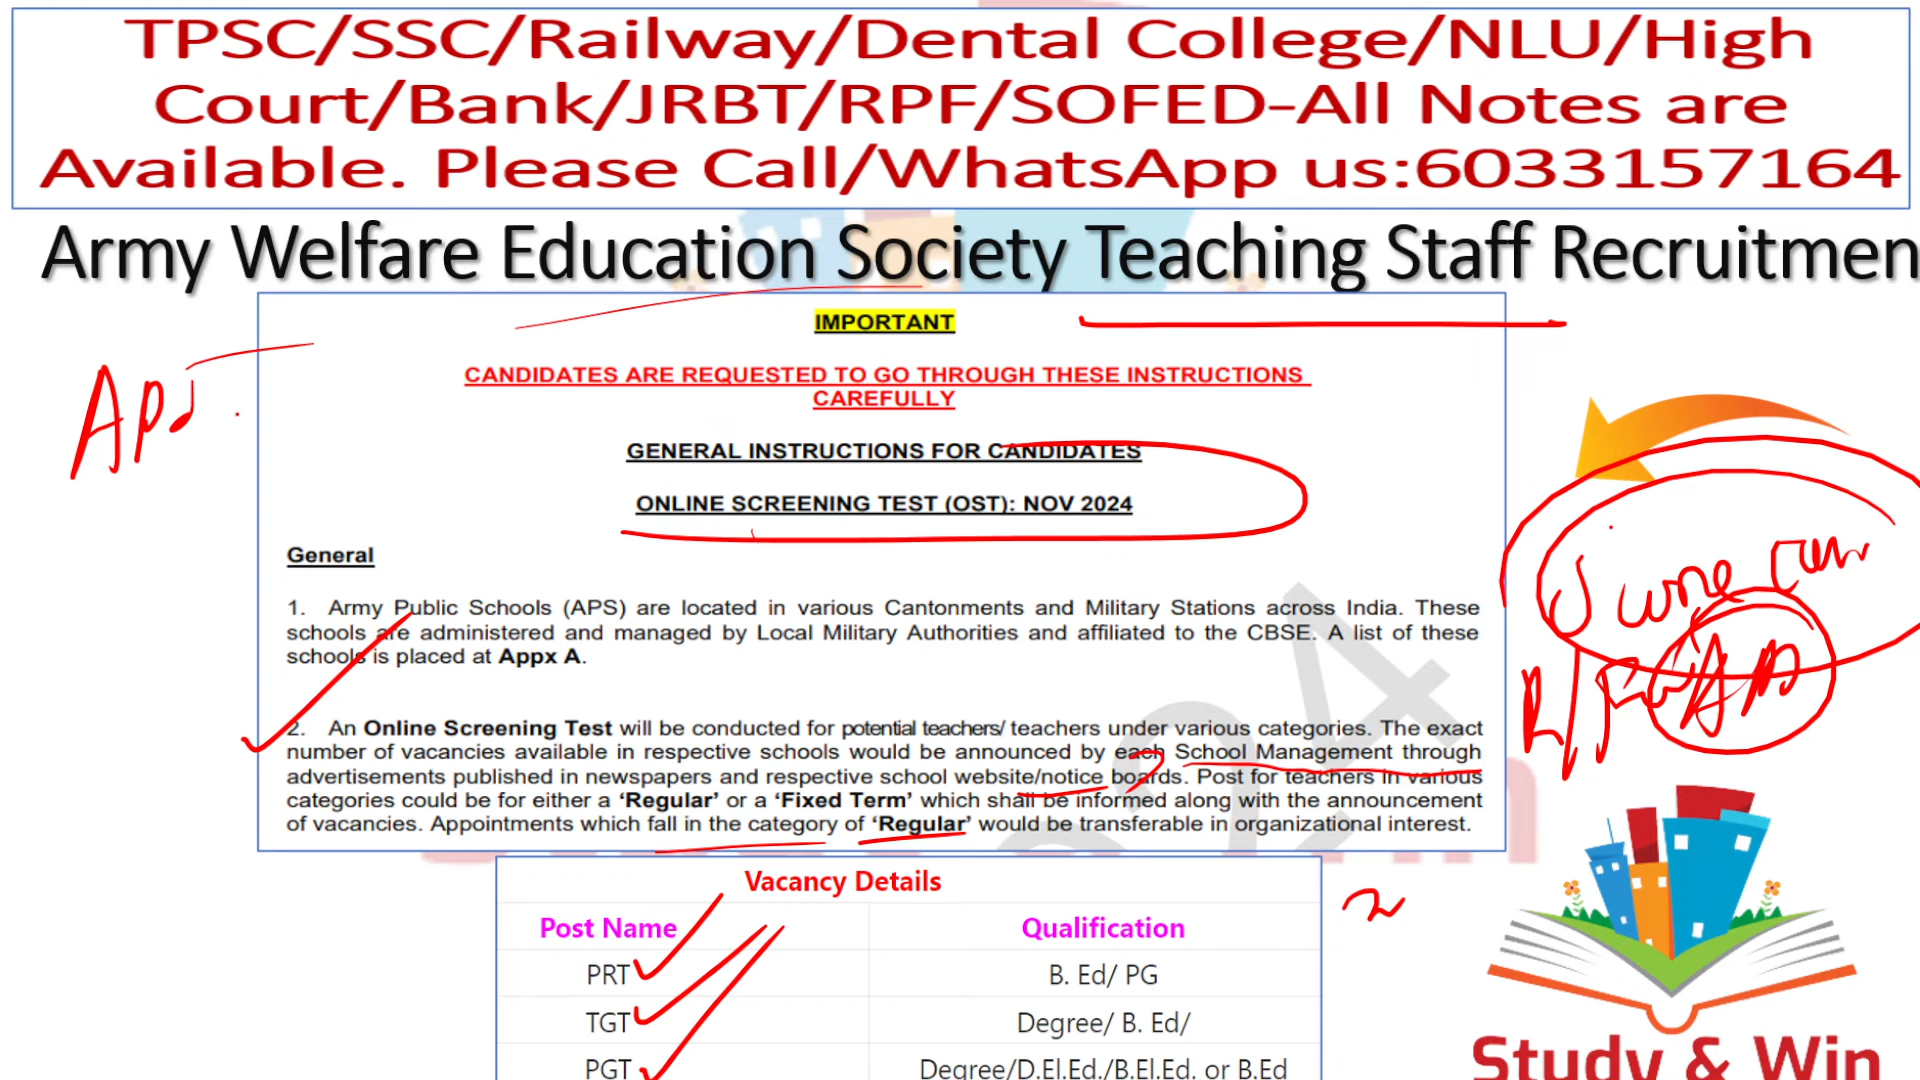 TPSC/SSC/Railway/Dental College/NLU/High
Court/Bank/JRBT/RPF/SOFED-All Notes are
Available. Please Call/WhatsApp us:6033157164
Army Welfare Education Society Teaching Staff Recruitmen
IMPORTANT
CANDIDATES ARE REQUESTED TO GO THROUGH THESE INSTRUCTIONS
CAREFULLY
GENERAL INSTRUCTIONS FOR CANDIDATES
ONLINE SCREENING TEST (OST): NOV 2024
General
1. Army Public Schools (APS) are located in various Cantonments and Military Stations across India. These
schools are administered and managed by Local Military Authorities and affiliated to the CBSE. A list of these
schools is placed at Appx A.
2. An Online Screening Test will be conducted for potential teachers/ teachers under various categories. The exact
number of vacancies available in respective schools would be announced by each School Management through
advertisements published in newspapers and respective school website/notice boards. Post for teachers in various
categories could be for either a ‘Regular’ or a ‘Fixed Term’ which shall be informed along with the announcement
of vacancies. Appointments which fall in the category of ‘Regular’ would be transferable in organizational interest.
Vacancy Details
Post Name Qualification
PRT B. Ed/ PG
TGT Degree/ B. Ed/
PGT Degree/D.El.Ed./B.El.Ed. or B.Ed
Study & Win